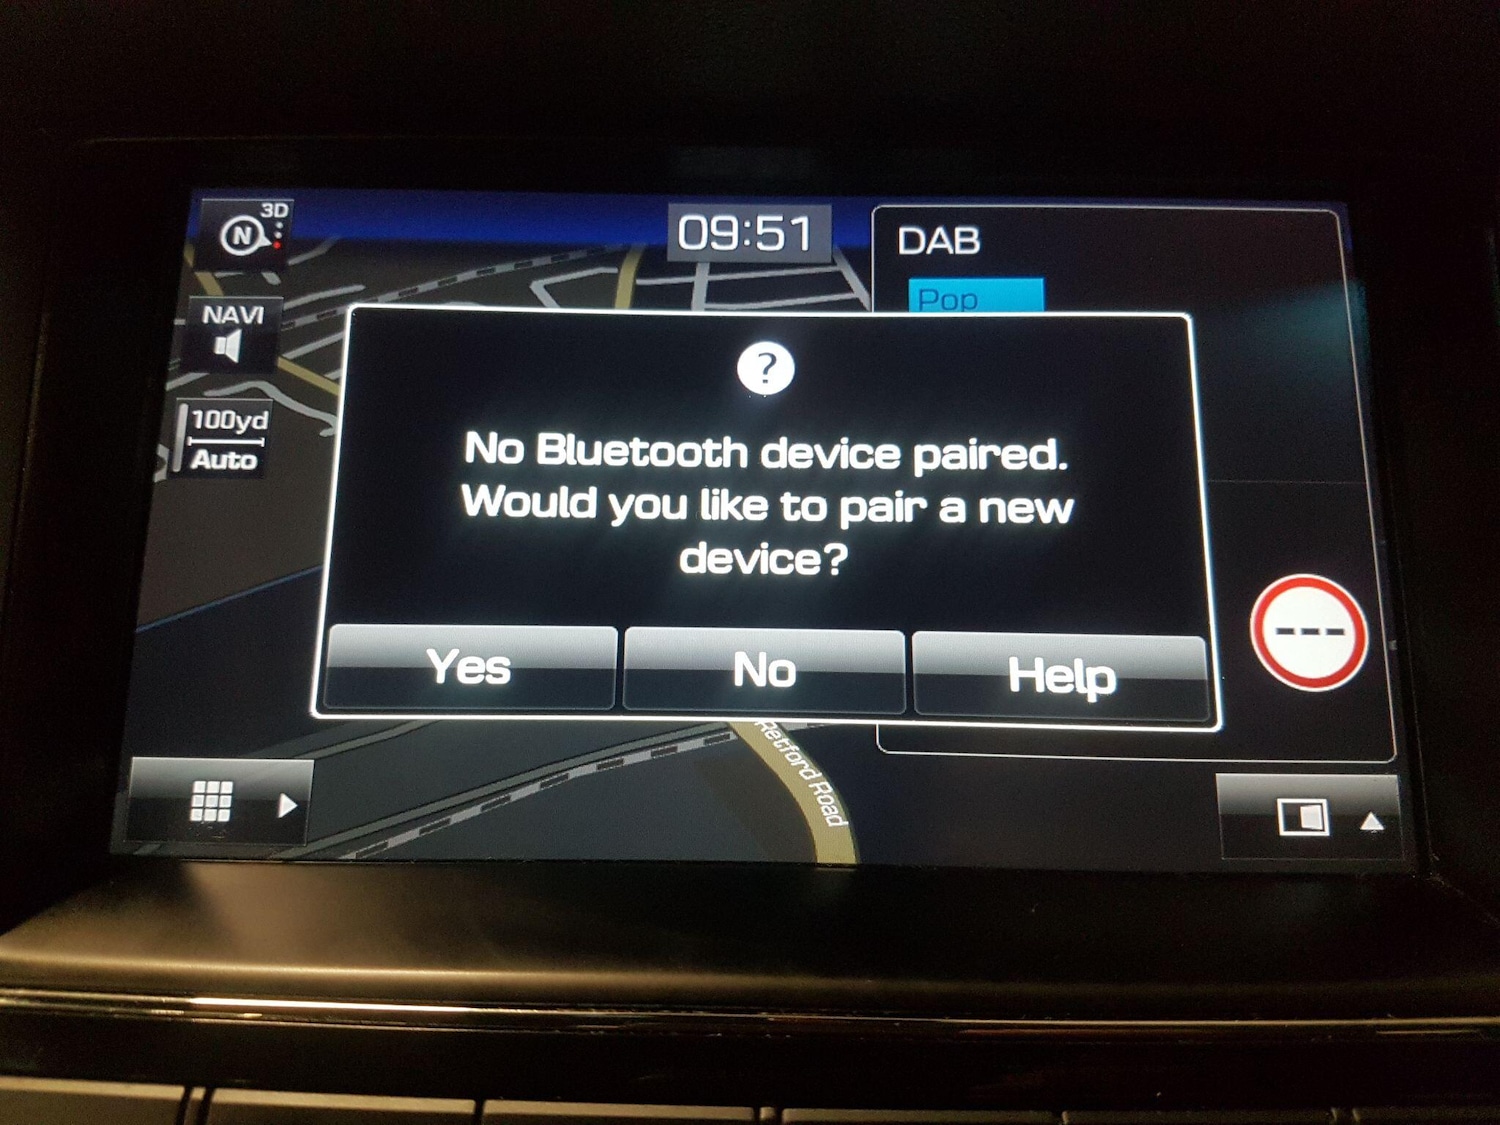 3D
N
09:51
DAB
Pop
NAVI
100yd
Auto
?
No Bluetooth device paired.
Would you like to pair a new
device?
Yes
No
Help
---
Retford Road